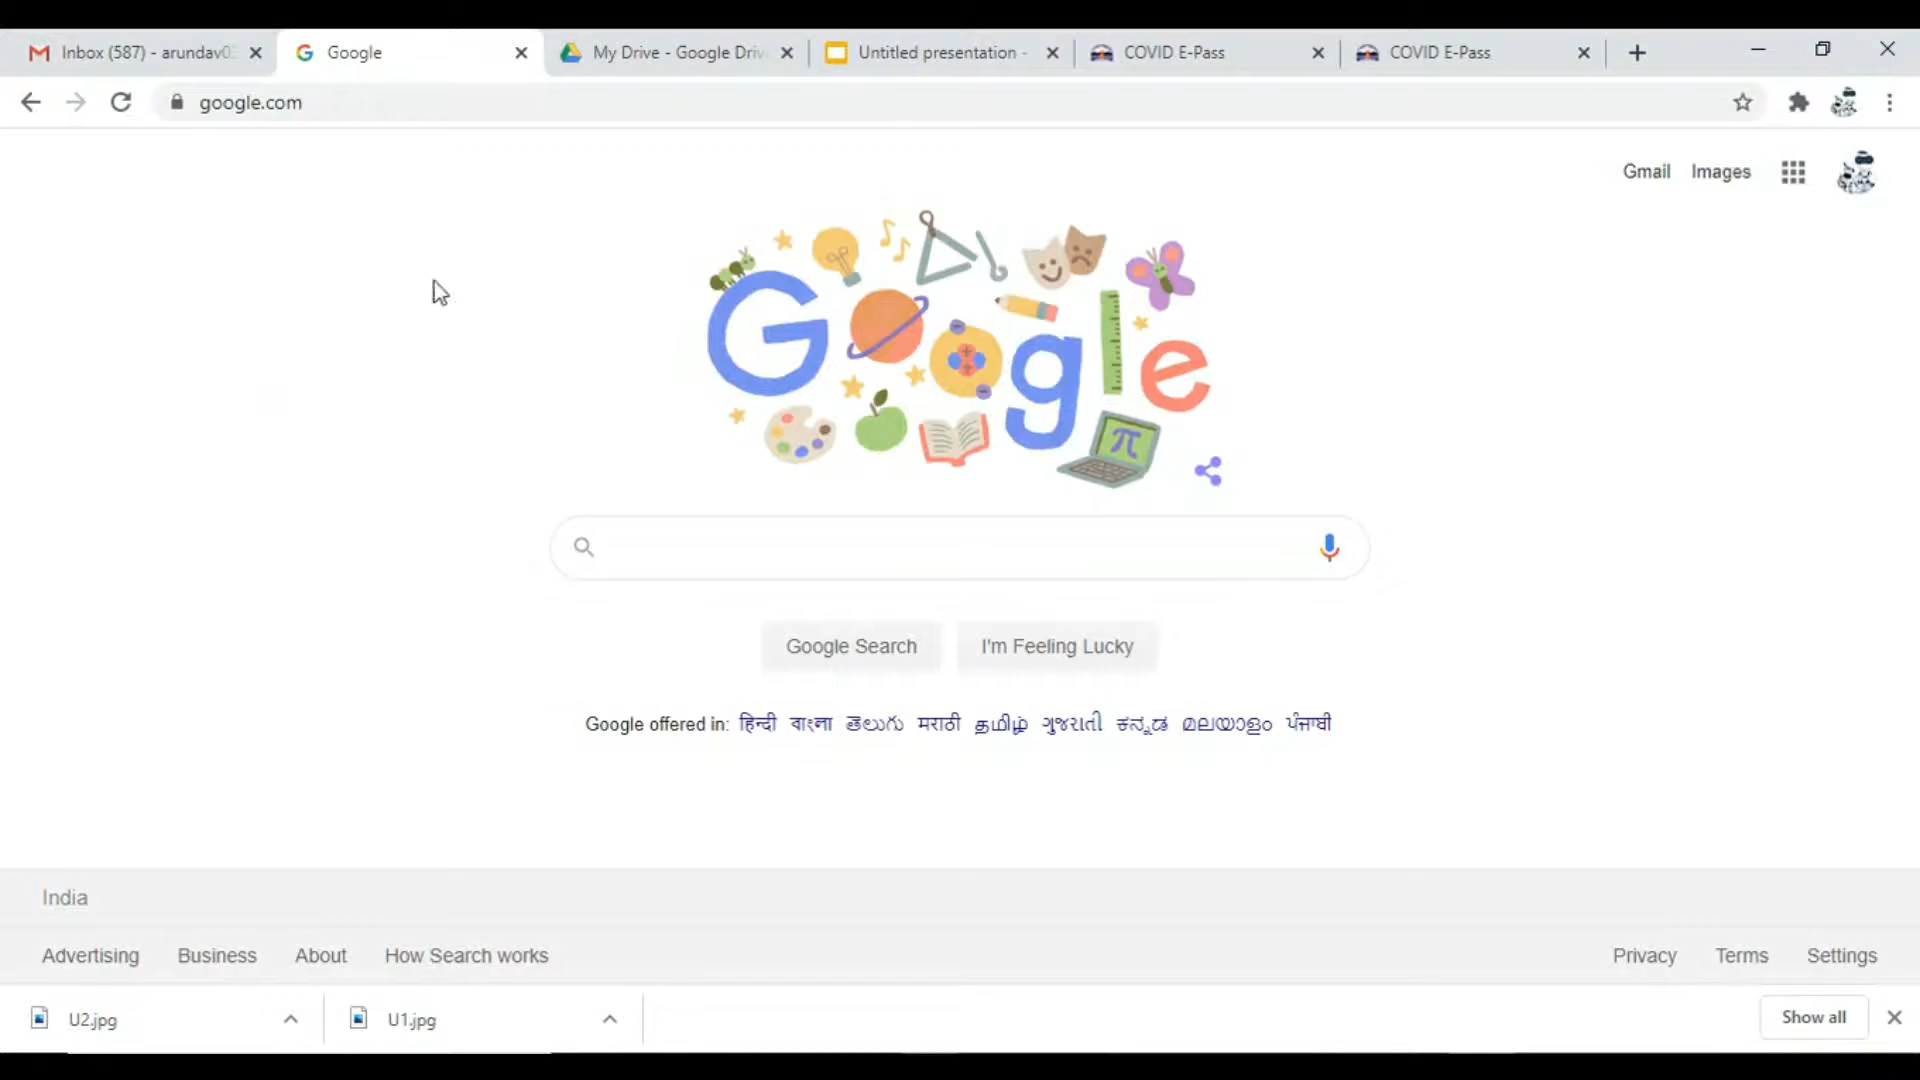 Inbox (587) - arundav0
Google
My Drive - Google Driv
Untitled presentation -
COVID E-Pass
COVID E-Pass
google.com
Gmail
Images
Google
π
Google Search
I'm Feeling Lucky
Google offered in: हिन्दी বাংলা తెలుగు मराठी தமிழ் ગુજરાતી ಕನ್ನಡ മലയാളം ਪੰਜਾਬੀ
India
Advertising
Business
About
How Search works
Privacy
Terms
Settings
U2.jpg
U1.jpg
Show all